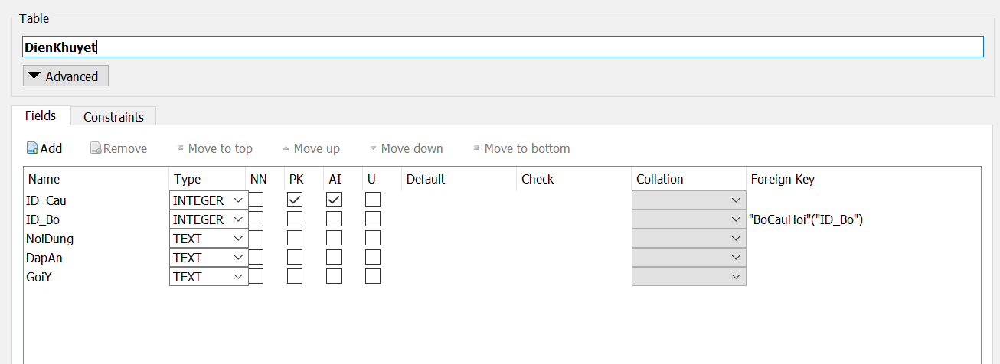 Table
DienKhuyet
Advanced
Fields Constraints
Add Remove Move to top Move up Move down Move to bottom
Name Type NN PK AI U Default Check Collation Foreign Key
ID_Cau INTEGER
ID_Bo INTEGER "BoCauHoi"("ID_Bo")
NoiDung TEXT
DapAn TEXT
GoiY TEXT